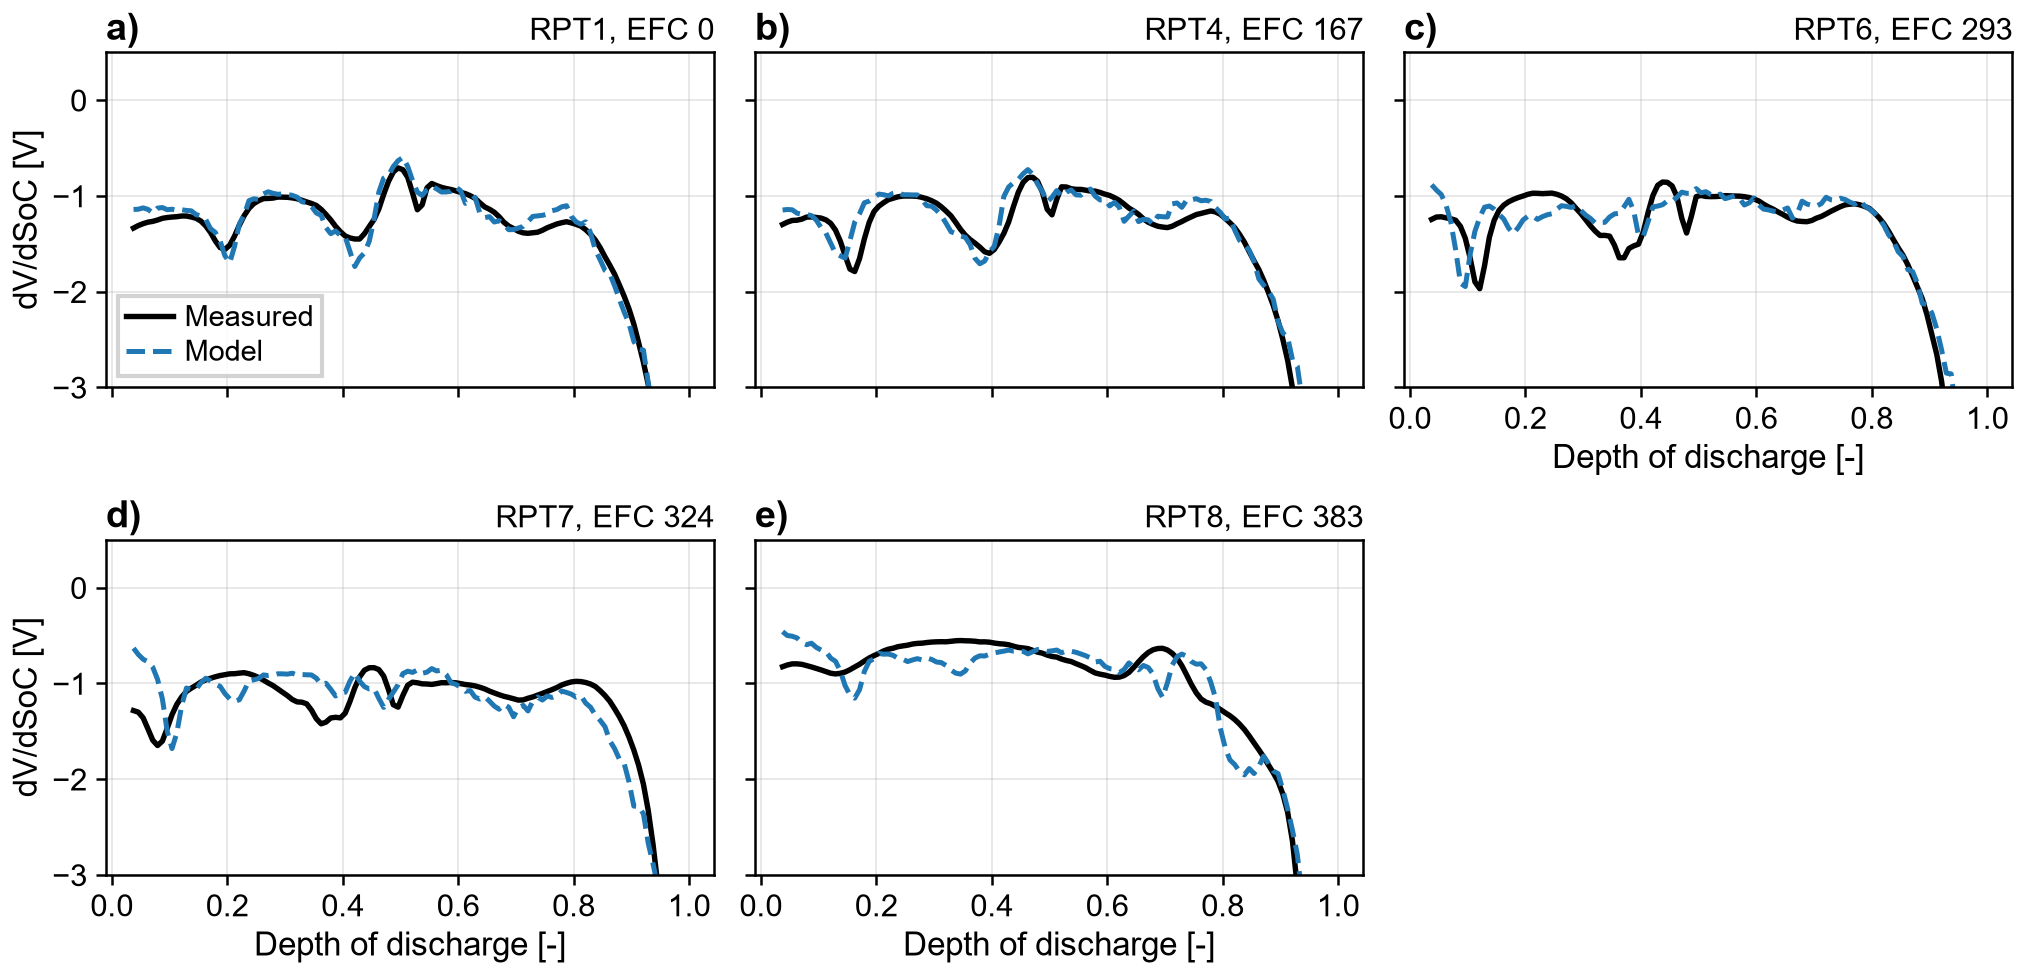 a) RPT1, EFC 0
b) RPT4, EFC 167
c) RPT6, EFC 293
dV/dSoC [V]
0
−1
−2
−3
Measured
Model
0.0 0.2 0.4 0.6 0.8 1.0
Depth of discharge [-]
d) RPT7, EFC 324
e) RPT8, EFC 383
dV/dSoC [V]
0
−1
−2
−3
0.0 0.2 0.4 0.6 0.8 1.0
Depth of discharge [-]
0.0 0.2 0.4 0.6 0.8 1.0
Depth of discharge [-]